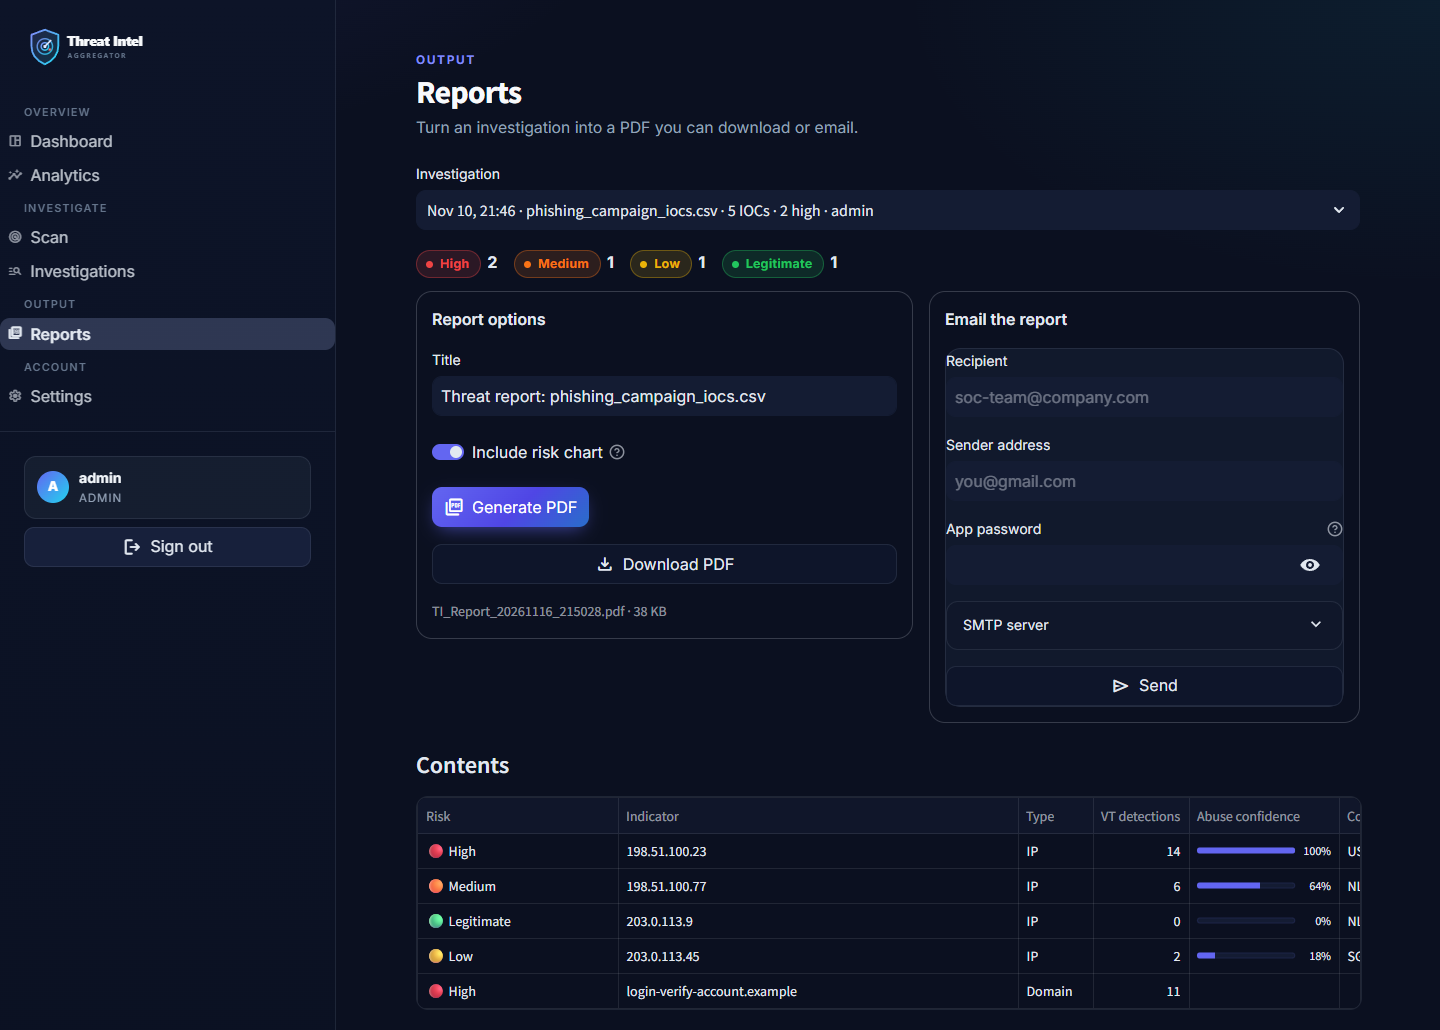 Threat Intel
AGGREGATOR
OVERVIEW
Dashboard
Analytics
INVESTIGATE
Scan
Investigations
OUTPUT
Reports
ACCOUNT
Settings
A
admin
ADMIN
Sign out
OUTPUT
Reports
Turn an investigation into a PDF you can download or email.
Investigation
Nov 10, 21:46 · phishing_campaign_iocs.csv · 5 IOCs · 2 high · admin
High 2 Medium 1 Low 1 Legitimate 1
Report options
Title
Threat report: phishing_campaign_iocs.csv
Include risk chart
Generate PDF
Download PDF
TI_Report_20261116_215028.pdf · 38 KB
Email the report
Recipient
soc-team@company.com
Sender address
you@gmail.com
App password
SMTP server
Send
Contents
Risk Indicator Type VT detections Abuse confidence
High 198.51.100.23 IP 14 100% US
Medium 198.51.100.77 IP 6 64% NL
Legitimate 203.0.113.9 IP 0 0% NL
Low 203.0.113.45 IP 2 18% SG
High login-verify-account.example Domain 11